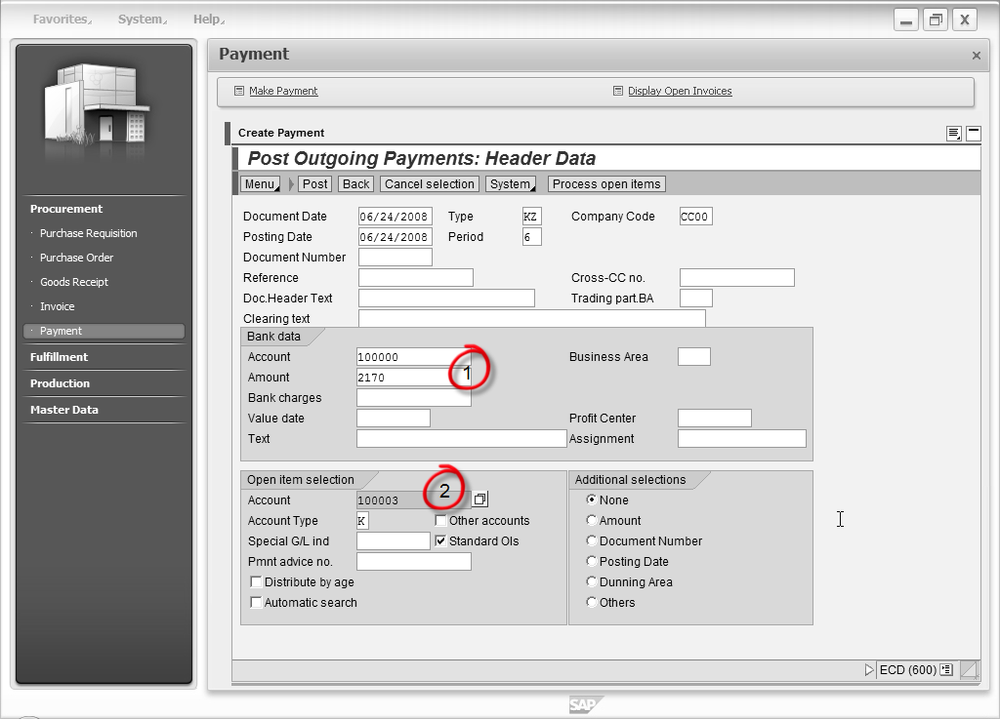 Favorites System Help
Payment
Make Payment Display Open Invoices
Create Payment
Post Outgoing Payments: Header Data
Menu Post Back Cancel selection System Process open items
Procurement
Purchase Requisition
Purchase Order
Goods Receipt
Invoice
Payment
Fulfillment
Production
Master Data
Document Date 06/24/2008 Type KZ Company Code CC00
Posting Date 06/24/2008 Period 6
Document Number
Reference Cross-CC no.
Doc.Header Text Trading part.BA
Clearing text
Bank data
Account 100000 Business Area
Amount 2170 1
Bank charges
Value date Profit Center
Text Assignment
Open item selection
Account 100003 2
Account Type K Other accounts
Special G/L ind Standard OIs
Pmnt advice no.
Distribute by age
Automatic search
Additional selections
None
Amount
Document Number
Posting Date
Dunning Area
Others
ECD (600)
SAP